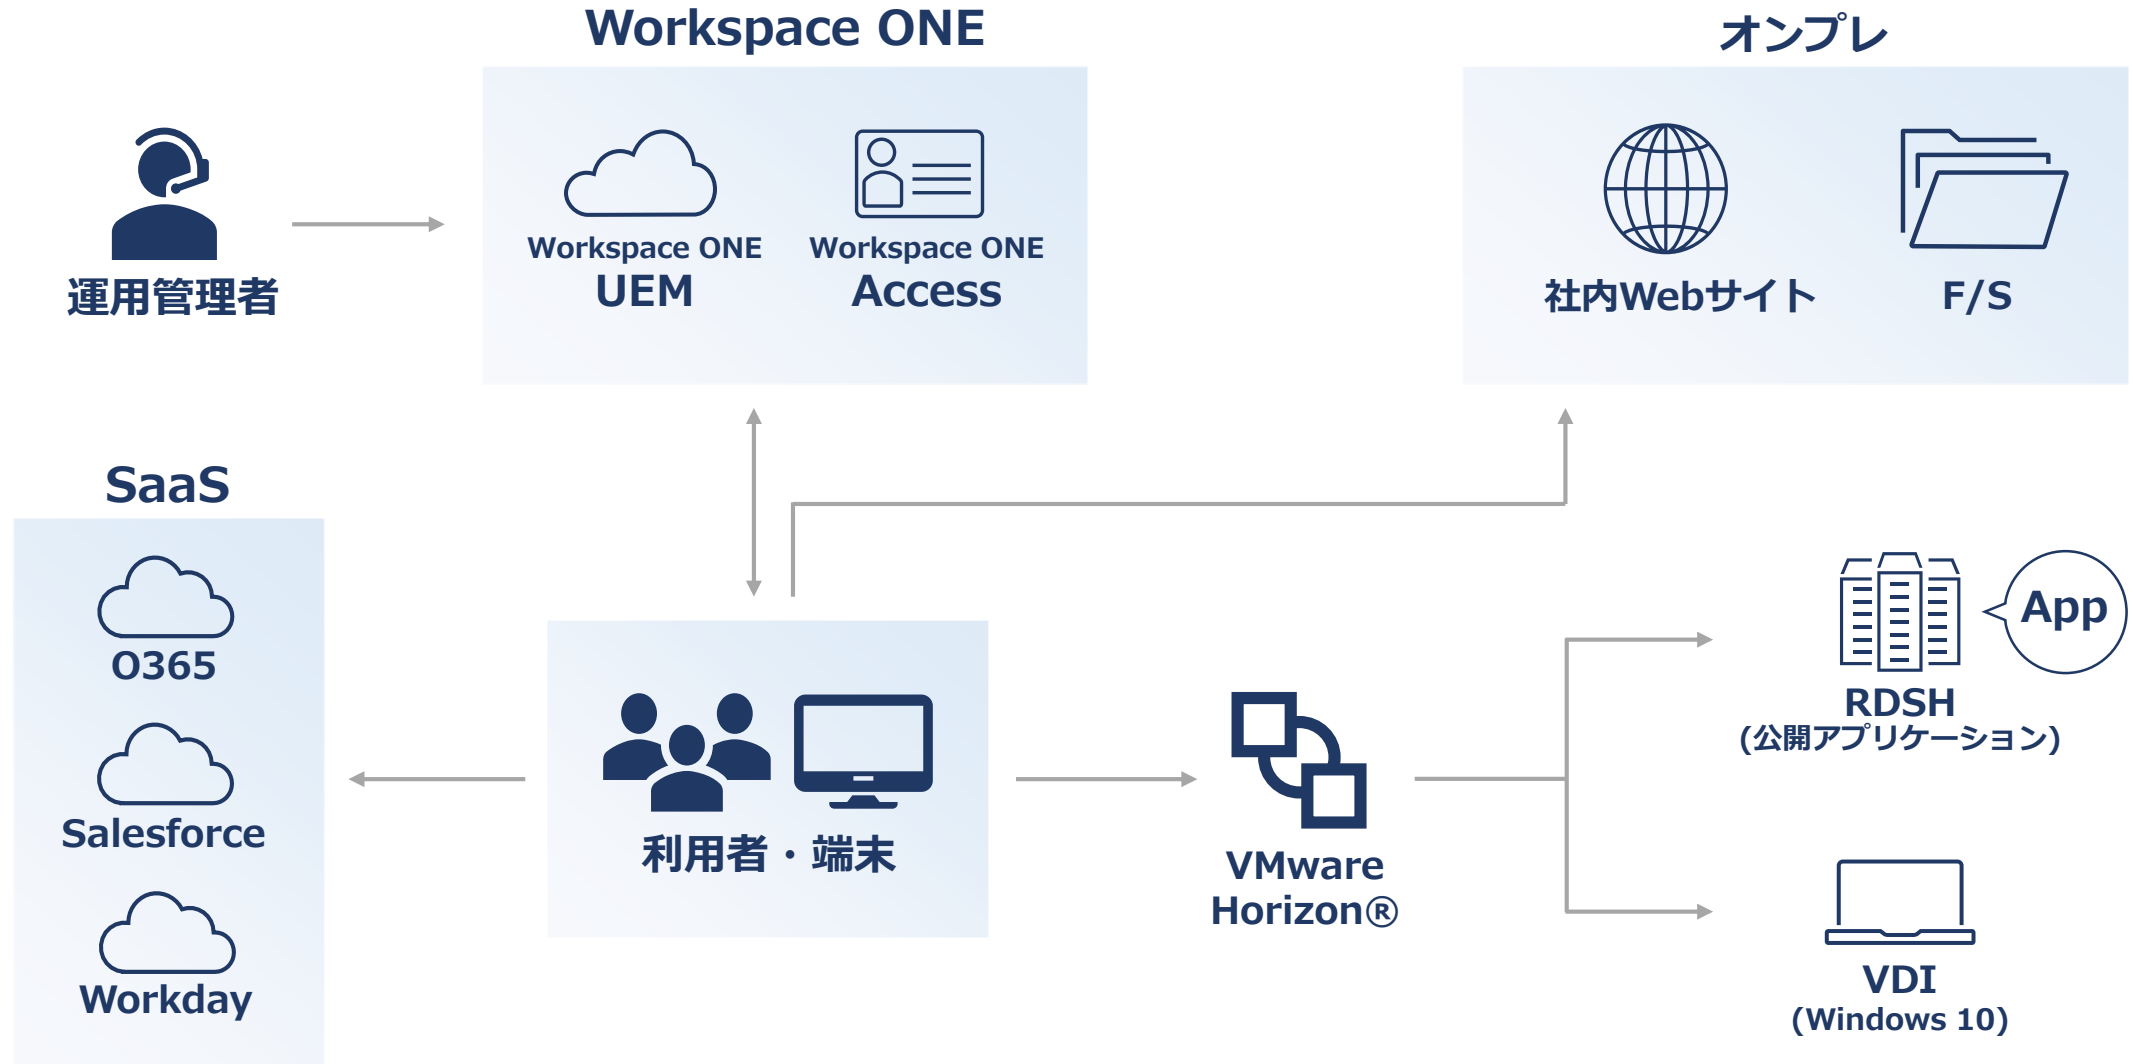 Workspace ONE
オンプレ
運用管理者
Workspace ONE
UEM
Workspace ONE
Access
社内Webサイト
F/S
SaaS
O365
Salesforce
Workday
利用者・端末
VMware
Horizon®
App
RDSH
(公開アプリケーション)
VDI
(Windows 10)